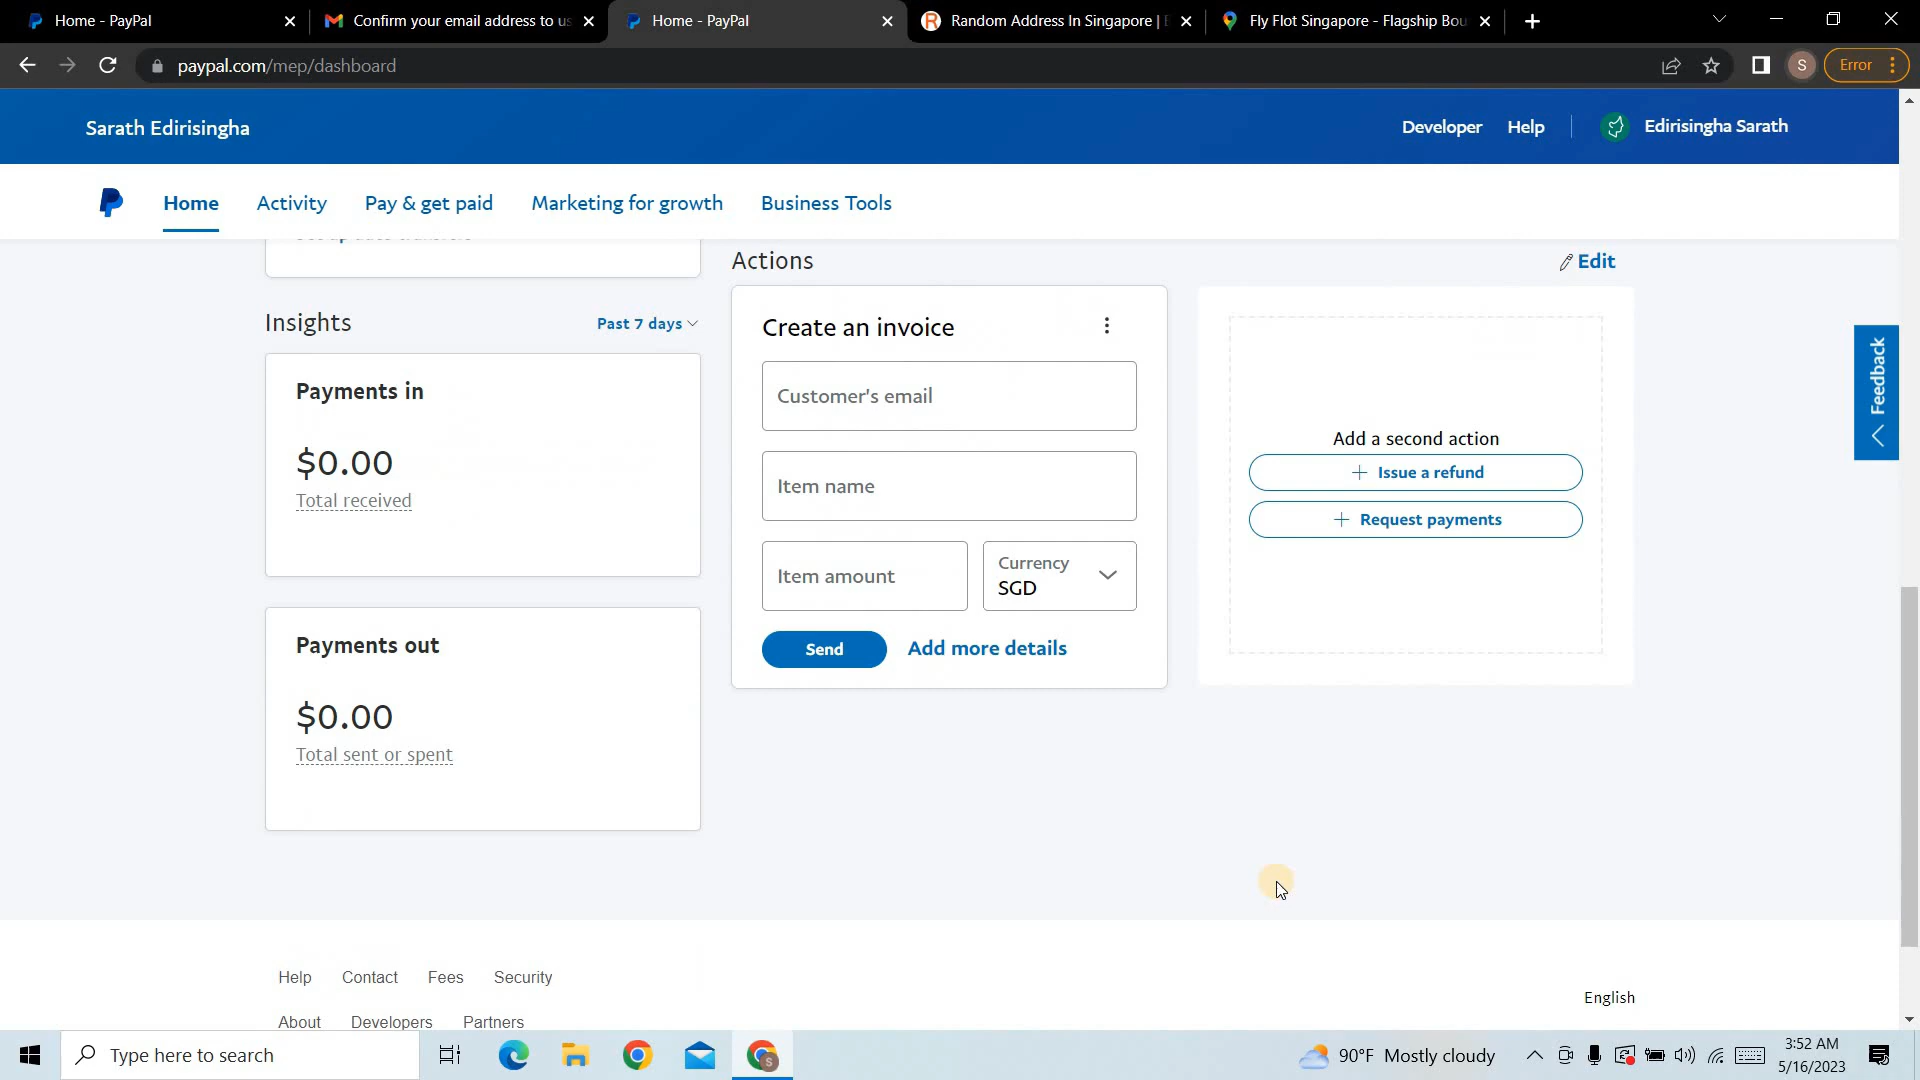 Home - PayPal
Confirm your email address to us
Home - PayPal
Random Address In Singapore |
Fly Flot Singapore - Flagship Bou
paypal.com/mep/dashboard
S
Error
Sarath Edirisingha
Developer
Help
Edirisingha Sarath
Home
Activity
Pay & get paid
Marketing for growth
Business Tools
Actions
Edit
Insights
Past 7 days
Create an invoice
Payments in
Customer's email
Feedback
Add a second action
$0.00
Issue a refund
Total received
Item name
Request payments
Item amount
Currency
SGD
Payments out
Send
Add more details
$0.00
Total sent or spent
Help
Contact
Fees
Security
English
About
Developers
Partners
Type here to search
S
90°F Mostly cloudy
3:52 AM
5/16/2023